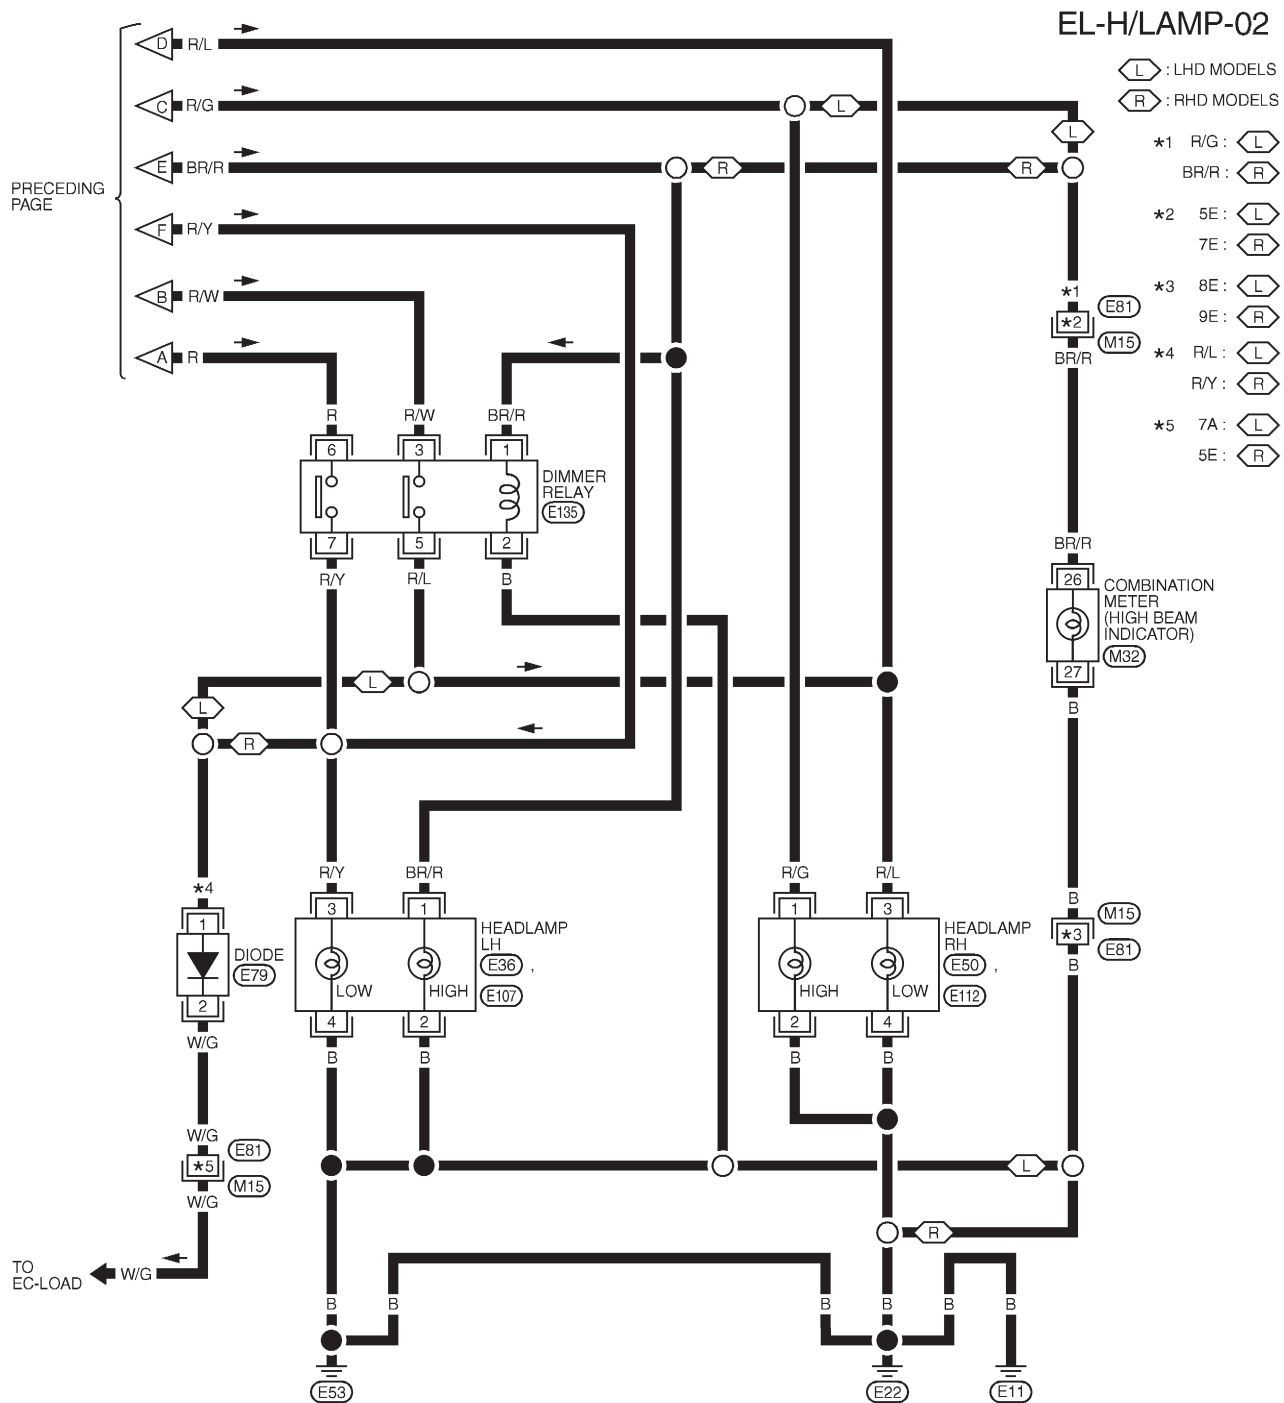 EL-H/LAMP-02
L : LHD MODELS
R : RHD MODELS
*1 R/G : L
BR/R : R
*2 5E : L
7E : R
*3 8E : L
9E : R
*4 R/L : L
R/Y : R
*5 7A : L
5E : R
PRECEDING
PAGE
D R/L
C R/G L
L
E BR/R R R
F R/Y
B R/W
A R
*1
*2 E81
M15
BR/R
R R/W BR/R
6 3 1
DIMMER
RELAY
E135
7 5 2
R/Y R/L B
BR/R
26
COMBINATION
METER
(HIGH BEAM
INDICATOR)
M32
27
B
L
L
R
R/Y BR/R R/G R/L
*4
1
DIODE
E79
2
W/G
3 1
HEADLAMP
LH
E36 ,
E107
LOW HIGH
4 2
B B
1 3
HEADLAMP
RH
E50 ,
E112
HIGH LOW
2 4
B B
B
M15
*3
E81
B
W/G
E81
*5
M15
W/G
L
R
TO
EC-LOAD
W/G
B B B B B B
E53 E22 E11